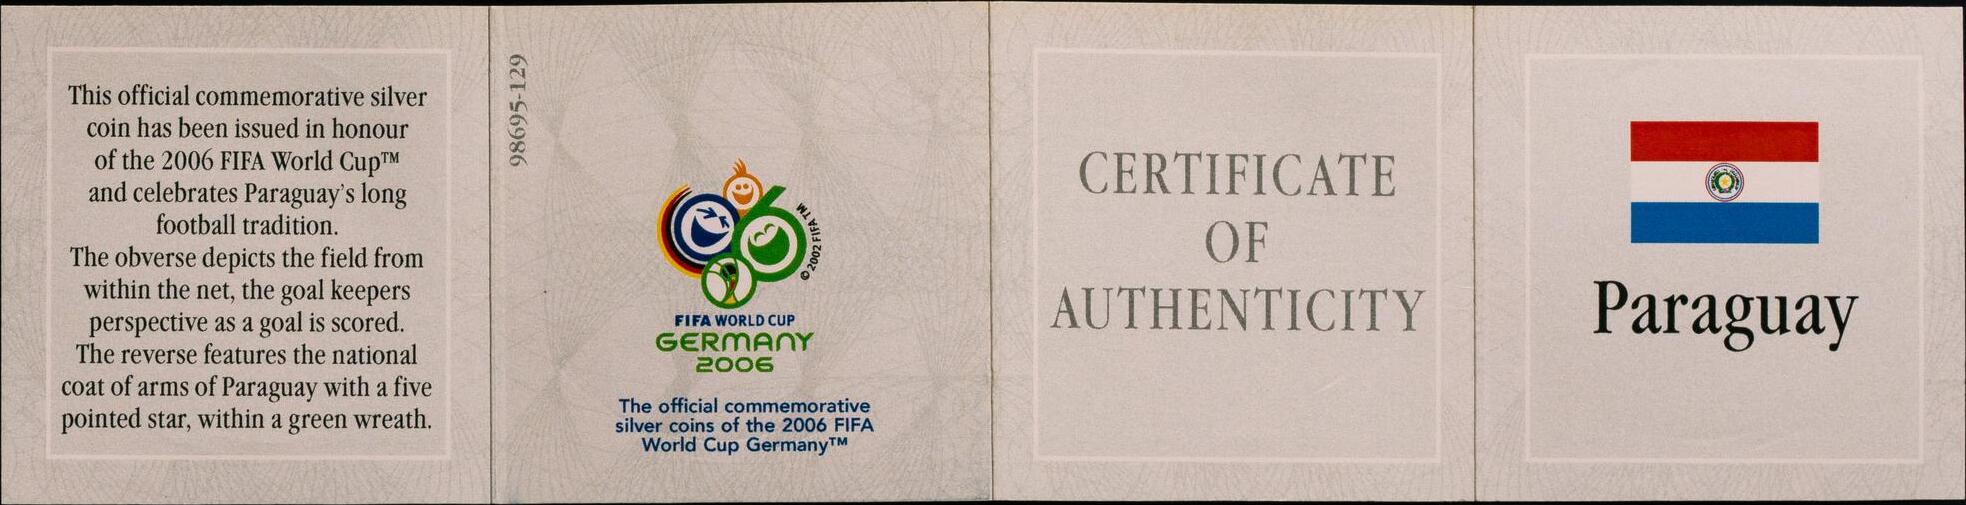 This official commemorative silver
coin has been issued in honour
of the 2006 FIFA World Cup™
and celebrates Paraguay's long
football tradition.
The obverse depicts the field from
within the net, the goal keepers
perspective as a goal is scored.
The reverse features the national
coat of arms of Paraguay with a five
pointed star, within a green wreath.
98695-129
© 2002 FIFA TM
FIFA WORLD CUP
GERMANY
2006
The official commemorative
silver coins of the 2006 FIFA
World Cup Germany™
CERTIFICATE
OF
AUTHENTICITY
Paraguay